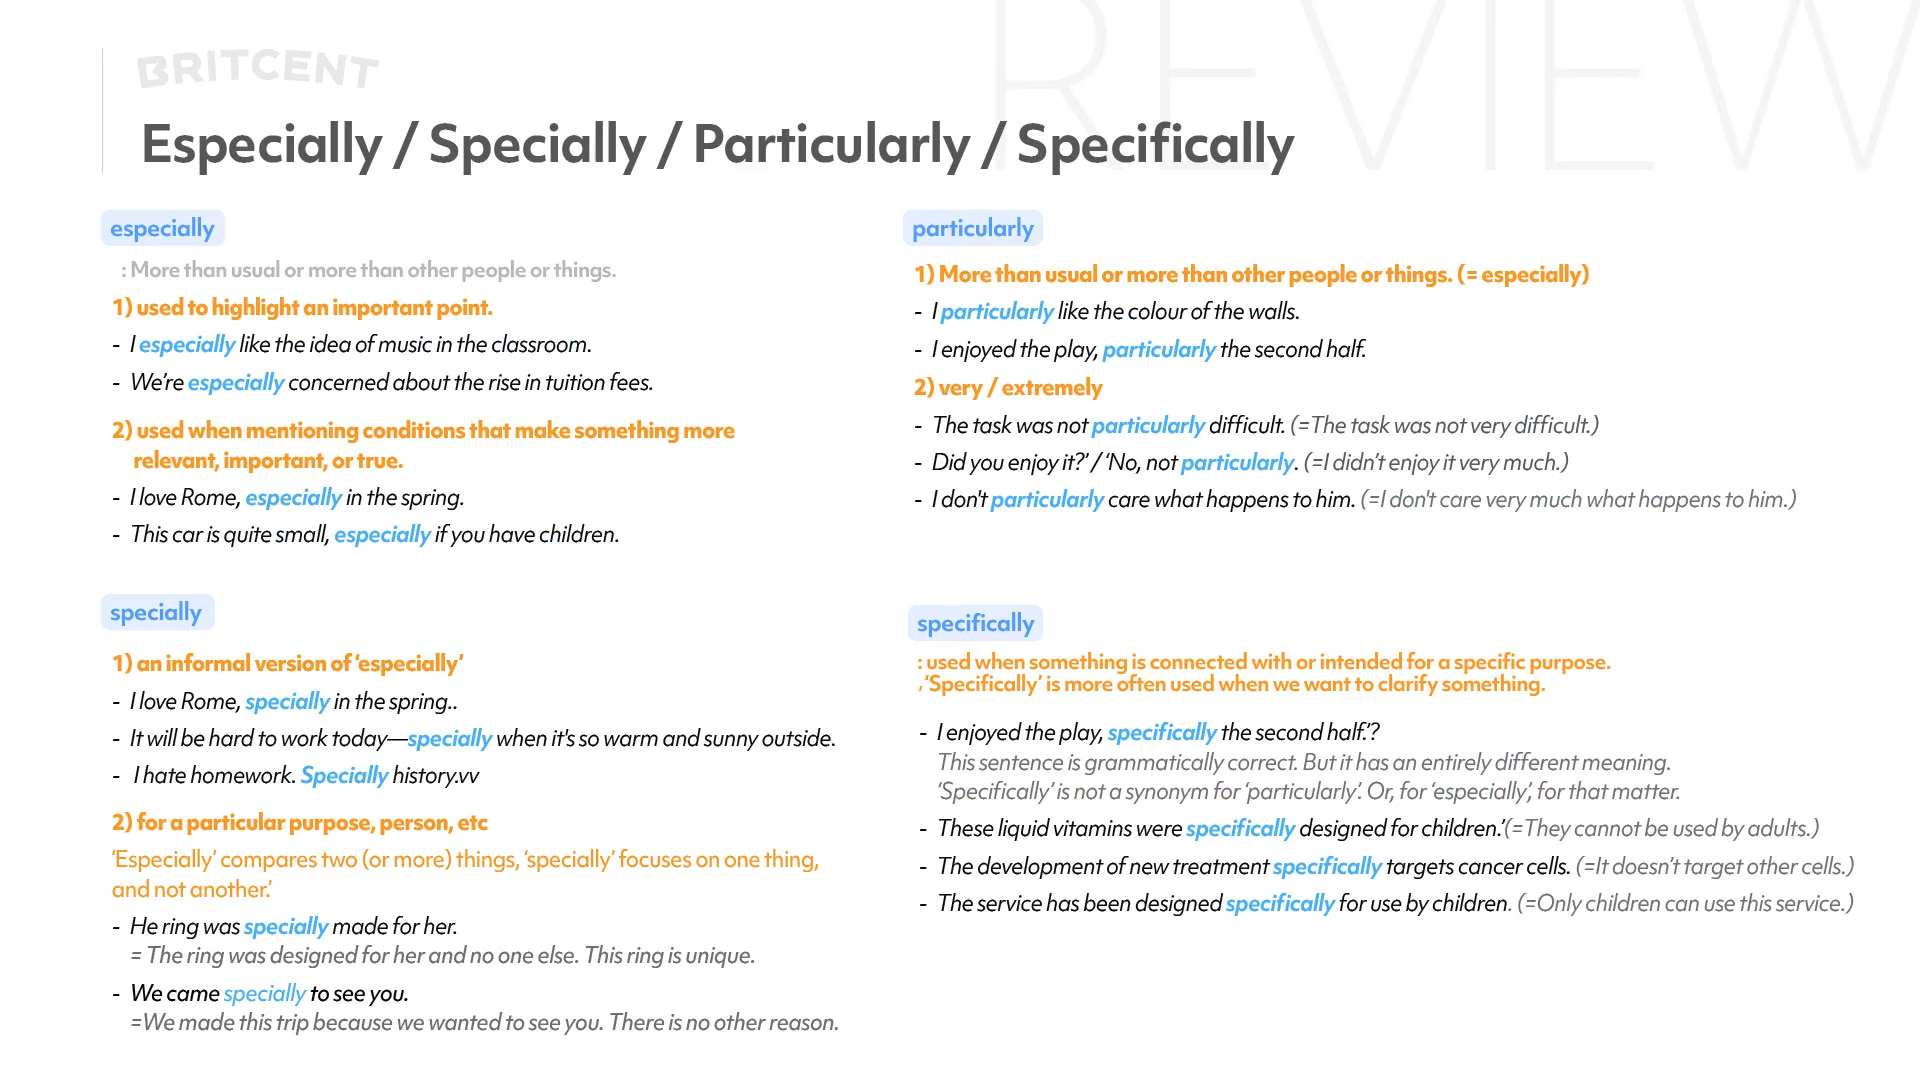 REVIEW
BRITCENT
Especially / Specially / Particularly / Specifically
especially
: More than usual or more than other people or things.
1) used to highlight an important point.
- I especially like the idea of music in the classroom.
- We're especially concerned about the rise in tuition fees.
2) used when mentioning conditions that make something more
relevant, important, or true.
- I love Rome, especially in the spring.
- This car is quite small, especially if you have children.
specially
1) an informal version of ‘especially’
- I love Rome, specially in the spring..
- It will be hard to work today—specially when it's so warm and sunny outside.
- I hate homework. Specially history.vv
2) for a particular purpose, person, etc
‘Especially’ compares two (or more) things, ‘specially’ focuses on one thing,
and not another.’
- He ring was specially made for her.
= The ring was designed for her and no one else. This ring is unique.
- We came specially to see you.
=We made this trip because we wanted to see you. There is no other reason.
particularly
1) More than usual or more than other people or things. (= especially)
- I particularly like the colour of the walls.
- I enjoyed the play, particularly the second half.
2) very / extremely
- The task was not particularly difficult. (=The task was not very difficult.)
- Did you enjoy it?’ / ‘No, not particularly. (=I didn’t enjoy it very much.)
- I don't particularly care what happens to him. (=I don't care very much what happens to him.)
specifically
: used when something is connected with or intended for a specific purpose.
, ‘Specifically’ is more often used when we want to clarify something.
- I enjoyed the play, specifically the second half.’?
This sentence is grammatically correct. But it has an entirely different meaning.
‘Specifically’ is not a synonym for ‘particularly’. Or, for ‘especially’, for that matter.
- These liquid vitamins were specifically designed for children.’(=They cannot be used by adults.)
- The development of new treatment specifically targets cancer cells. (=It doesn’t target other cells.)
- The service has been designed specifically for use by children. (=Only children can use this service.)